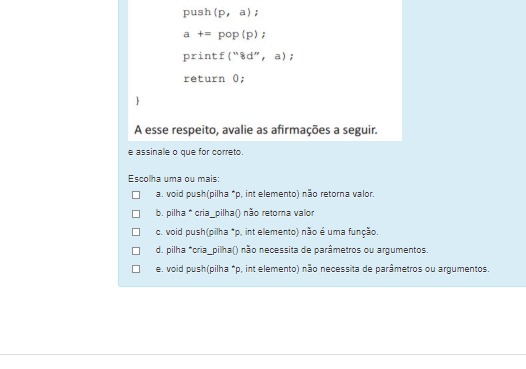 push(p, a);
a += pop(p);
printf("%d", a);
return 0;
}
A esse respeito, avalie as afirmações a seguir.
e assinale o que for correto.
Escolha uma ou mais:
a. void push(pilha *p, int elemento) não retorna valor.
b. pilha * cria_pilha() não retorna valor
c. void push(pilha *p, int elemento) não é uma função.
d. pilha *cria_pilha() não necessita de parâmetros ou argumentos.
e. void push(pilha *p, int elemento) não necessita de parâmetros ou argumentos.